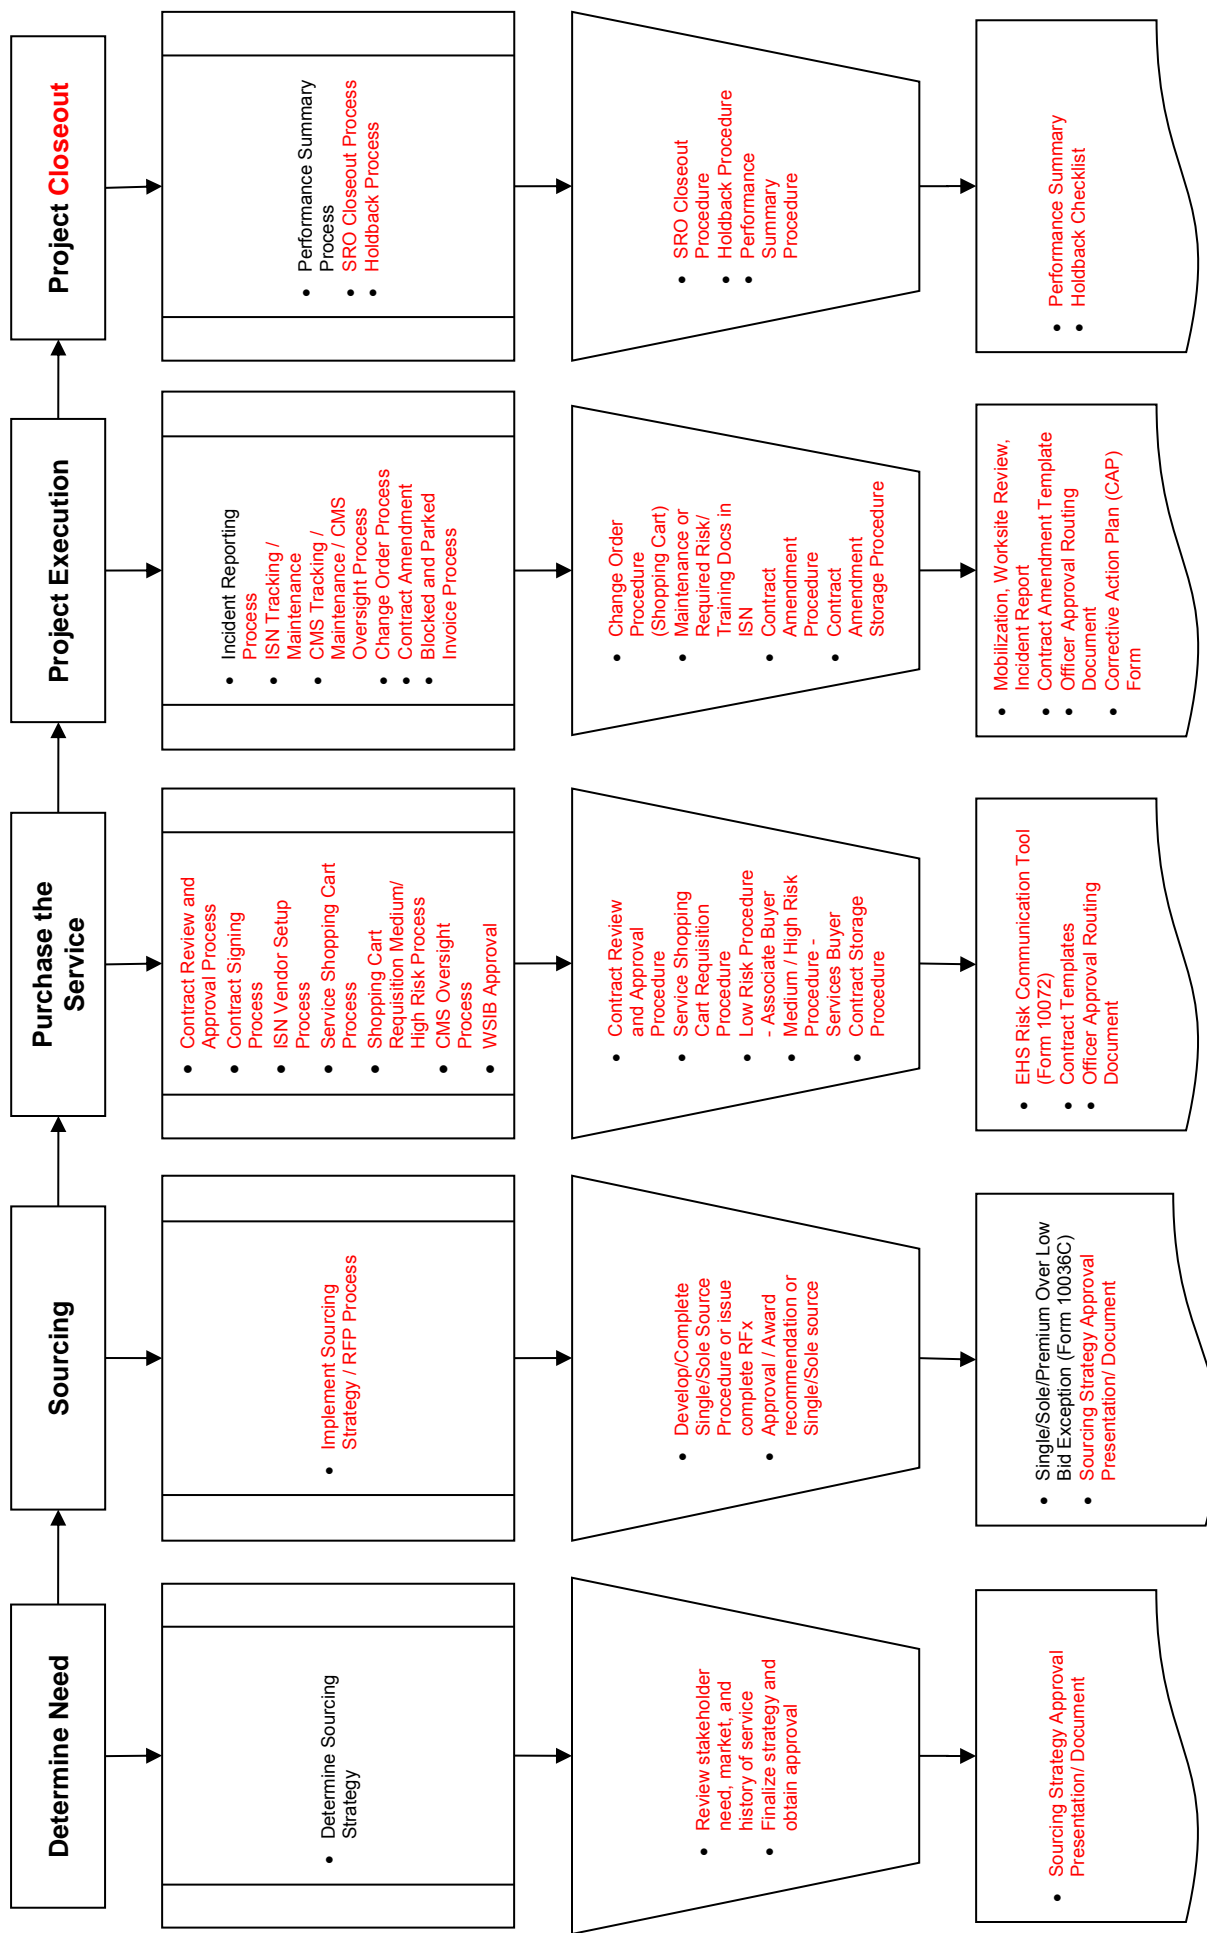 Determine Need
Sourcing
Purchase the
Service
Project Execution
Project Closeout
• Determine Sourcing
Strategy
• Implement Sourcing
Strategy / RFP Process
• Contract Review and
Approval Process
• Contract Signing
Process
• ISN Vendor Setup
Process
• Service Shopping Cart
Process
• Shopping Cart
Requisition Medium/
High Risk Process
• CMS Oversight
Process
• WSIB Approval
• Incident Reporting
Process
• ISN Tracking /
Maintenance
• CMS Tracking /
Maintenance / CMS
Oversight Process
• Change Order Process
• Contract Amendment
• Blocked and Parked
Invoice Process
• Performance Summary
Process
• SRO Closeout Process
• Holdback Process
• Review stakeholder
need, market, and
history of service
• Finalize strategy and
obtain approval
• Develop/Complete
Single/Sole Source
Procedure or issue
complete RFx
• Approval / Award
recommendation or
Single/Sole source
• Contract Review
and Approval
Procedure
• Service Shopping
Cart Requisition
Procedure
• Low Risk Procedure
- Associate Buyer
• Medium / High Risk
Procedure -
Services Buyer
• Contract Storage
Procedure
• Change Order
Procedure
(Shopping Cart)
• Maintenance or
Required Risk/
Training Docs in
ISN
• Contract
Amendment
Procedure
• Contract
Amendment
Storage Procedure
• SRO Closeout
Procedure
• Holdback Procedure
• Performance
Summary
Procedure
• Sourcing Strategy Approval
Presentation/ Document
• Single/Sole/Premium Over Low
Bid Exception (Form 10036C)
• Sourcing Strategy Approval
Presentation/ Document
• EHS Risk Communication Tool
(Form 10072)
• Contract Templates
• Officer Approval Routing
Document
• Mobilization, Worksite Review,
Incident Report
• Contract Amendment Template
• Officer Approval Routing
Document
• Corrective Action Plan (CAP)
Form
• Performance Summary
• Holdback Checklist